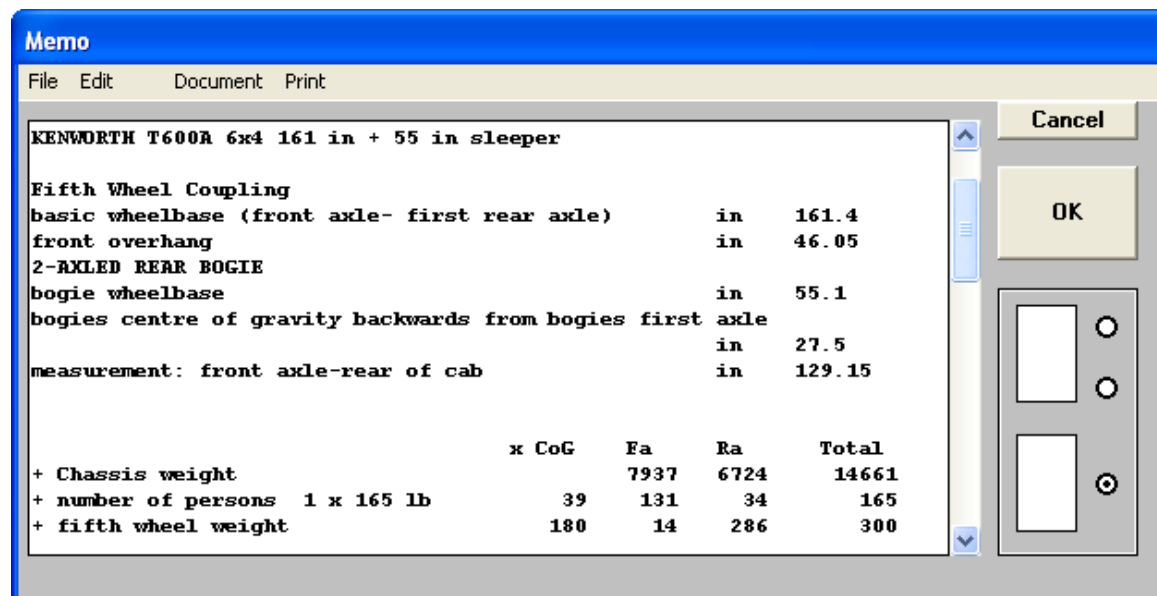 Memo
File Edit Document Print
KENWORTH T600A 6x4 161 in + 55 in sleeper
Fifth Wheel Coupling
basic wheelbase (front axle- first rear axle) in 161.4
front overhang in 46.05
2-AXLED REAR BOGIE
bogie wheelbase in 55.1
bogies centre of gravity backwards from bogies first axle
in 27.5
measurement: front axle-rear of cab in 129.15
x CoG Fa Ra Total
+ Chassis weight 7937 6724 14661
+ number of persons 1 x 165 lb 39 131 34 165
+ fifth wheel weight 180 14 286 300
Cancel
OK